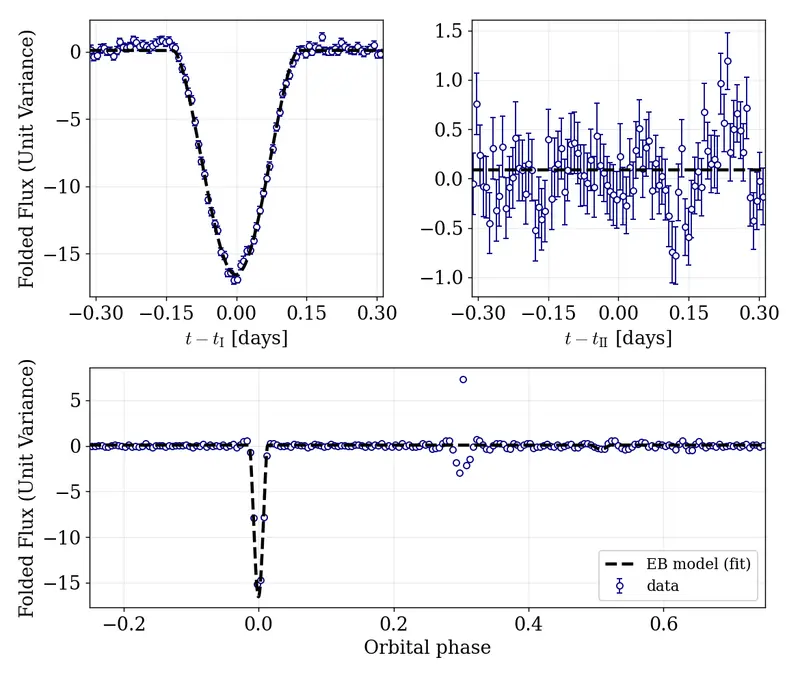 Folded Flux (Unit Variance)
0
−5
−10
−15
−0.30 −0.15 0.00 0.15 0.30
t − tI [days]
1.5
1.0
0.5
0.0
−0.5
−1.0
−0.30 −0.15 0.00 0.15 0.30
t − tII [days]
Folded Flux (Unit Variance)
5
0
−5
−10
−15
−0.2 0.0 0.2 0.4 0.6
Orbital phase
EB model (fit)
data